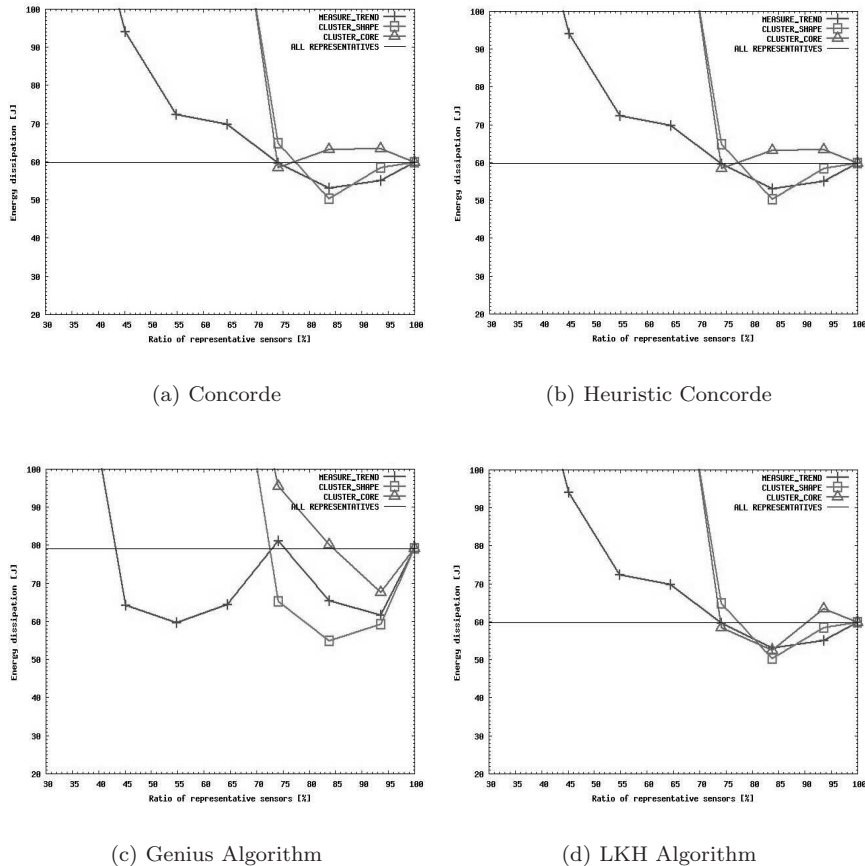 100
90
80
70
60
50
40
30
20
Energy dissipation [J]
MEASURE_TREND
CLUSTER_SHAPE
CLUSTER_CORE
ALL REPRESENTATIVES
30 35 40 45 50 55 60 65 70 75 80 85 90 95 100
Ratio of representative sensors [%]
(a) Concorde
100
90
80
70
60
50
40
30
20
Energy dissipation [J]
MEASURE_TREND
CLUSTER_SHAPE
CLUSTER_CORE
ALL REPRESENTATIVES
30 35 40 45 50 55 60 65 70 75 80 85 90 95 100
Ratio of representative sensors [%]
(b) Heuristic Concorde
100
90
80
70
60
50
40
30
20
Energy dissipation [J]
MEASURE_TREND
CLUSTER_SHAPE
CLUSTER_CORE
ALL REPRESENTATIVES
30 35 40 45 50 55 60 65 70 75 80 85 90 95 100
Ratio of representative sensors [%]
(c) Genius Algorithm
100
90
80
70
60
50
40
30
20
Energy dissipation [J]
MEASURE_TREND
CLUSTER_SHAPE
CLUSTER_CORE
ALL REPRESENTATIVES
30 35 40 45 50 55 60 65 70 75 80 85 90 95 100
Ratio of representative sensors [%]
(d) LKH Algorithm